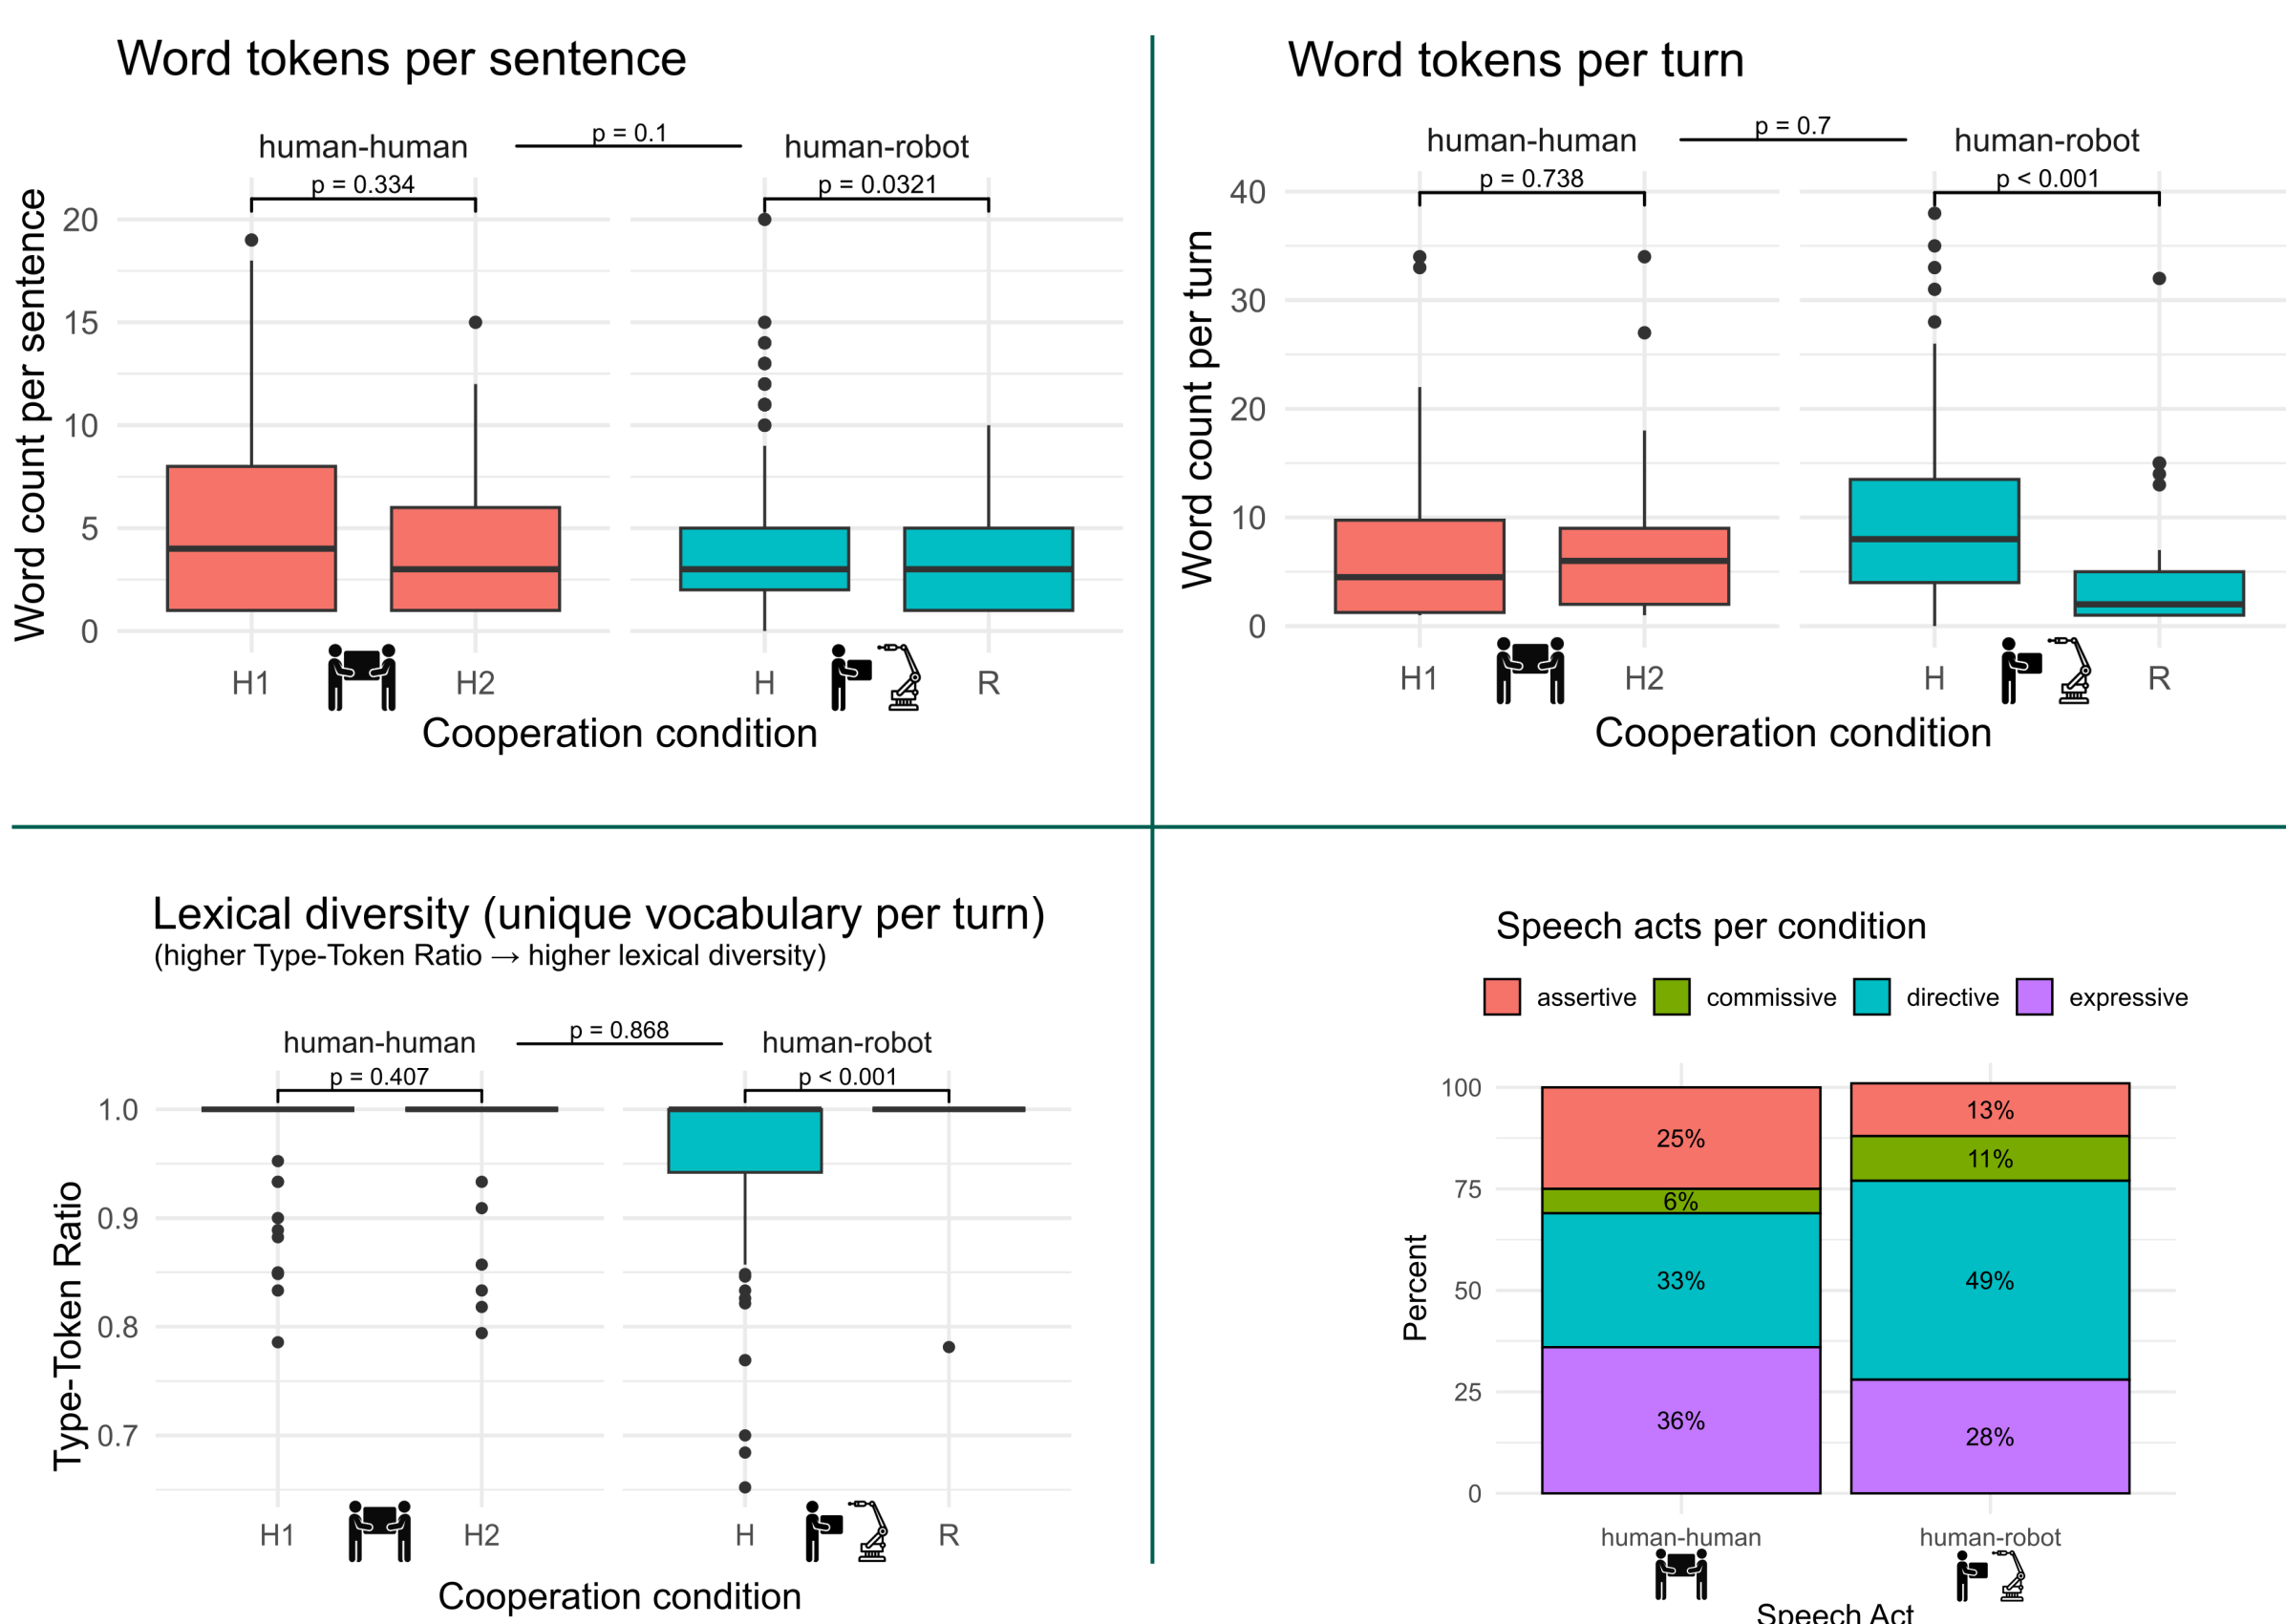 Word tokens per sentence
human-human
p = 0.1
human-robot
p = 0.334
p = 0.0321
Word count per sentence
20
15
10
5
0
H1
H2
H
R
Cooperation condition
Word tokens per turn
human-human
p = 0.7
human-robot
p = 0.738
p < 0.001
Word count per turn
40
30
20
10
0
H1
H2
H
R
Cooperation condition
Lexical diversity (unique vocabulary per turn)
(higher Type-Token Ratio → higher lexical diversity)
human-human
p = 0.868
human-robot
p = 0.407
p < 0.001
Type-Token Ratio
1.0
0.9
0.8
0.7
H1
H2
H
R
Cooperation condition
Speech acts per condition
assertive
commissive
directive
expressive
Percent
100
75
50
25
0
25%
6%
33%
36%
13%
11%
49%
28%
human-human
human-robot
Speech Act